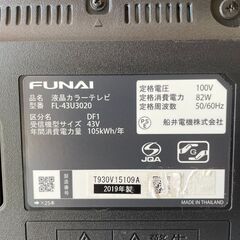 FUNAI
品名 液晶カラーテレビ
型名 FL-43U3020
区分名 DF1
受信機型サイズ 43V
年間消費電力量 105kWh/年
定格電圧 100V
定格消費電力 82W
定格周波数 50/60Hz
船井電機株式会社
JQA
T930V15109A
2019年製
MADE IN THAILAND